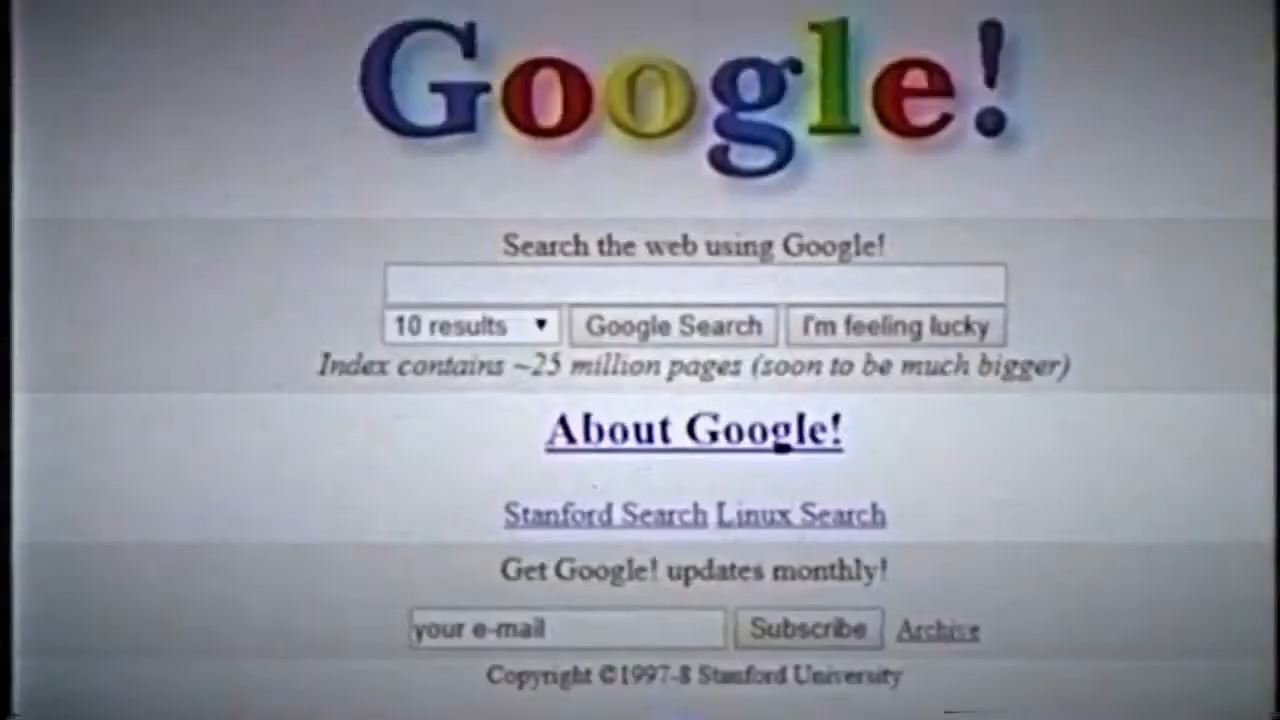 Google!
Search the web using Google!
10 results Google Search I'm feeling lucky
Index contains ~25 million pages (soon to be much bigger)
About Google!
Stanford Search Linux Search
Get Google! updates monthly!
your e-mail Subscribe Archive
Copyright ©1997-8 Stanford University